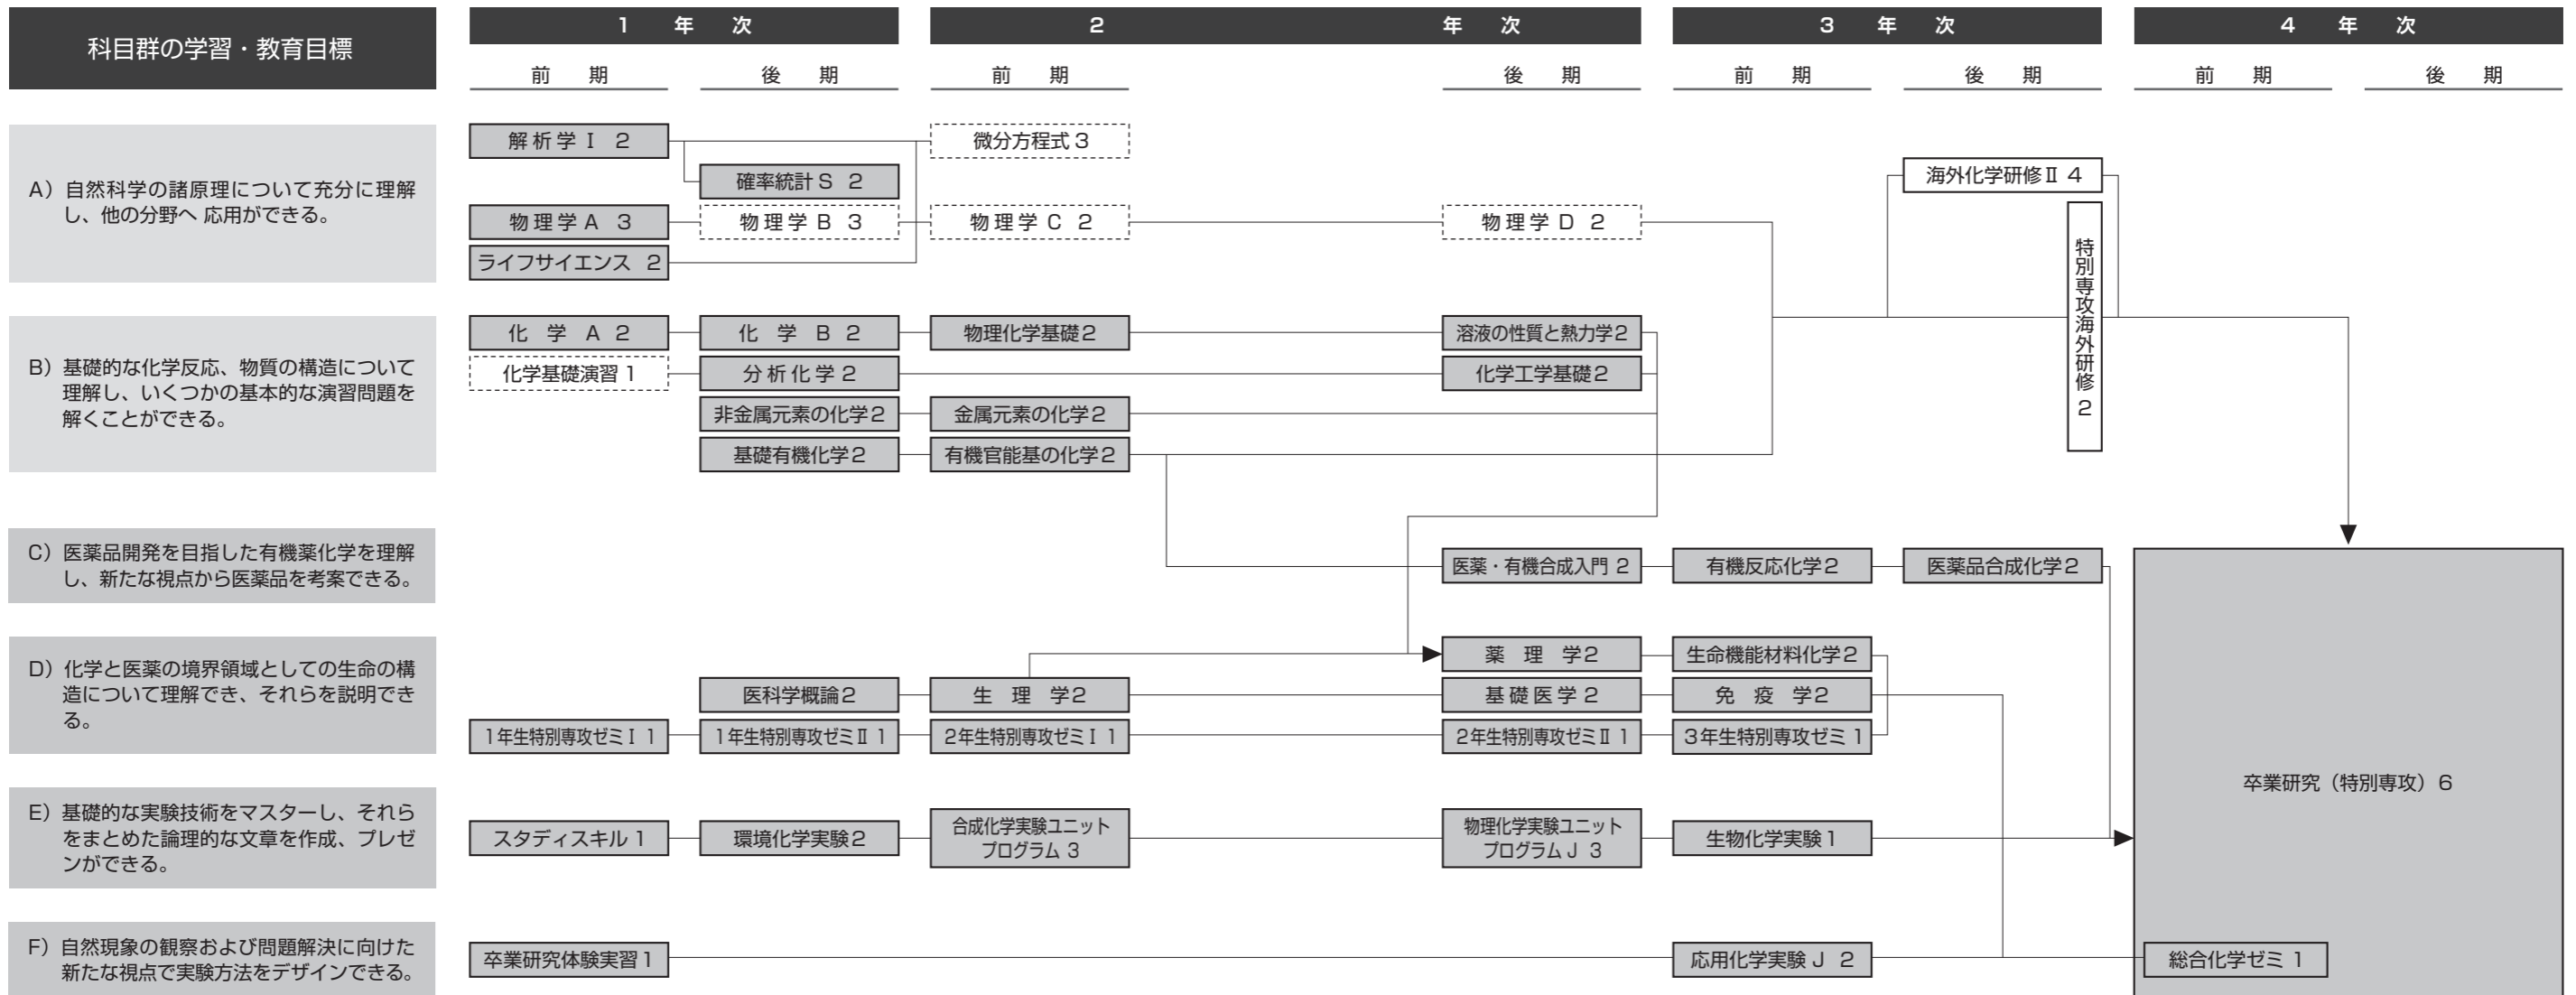 科目群の学習・教育目標
1 年 次
2 年 次
3 年 次
4 年 次
前 期
後 期
前 期
後 期
前 期
後 期
前 期
後 期
A）自然科学の諸原理について充分に理解
し、他の分野へ 応用ができる。
解析学Ⅰ 2
微分方程式 3
確率統計S 2
海外化学研修Ⅱ 4
物理学A 3
物理学B 3
物理学C 2
物理学D 2
ライフサイエンス 2
特別専攻海外研修 2
B）基礎的な化学反応、物質の構造について
理解し、いくつかの基本的な演習問題を
解くことができる。
化学A 2
化学B 2
物理化学基礎2
溶液の性質と熱力学2
化学基礎演習 1
分析化学 2
化学工学基礎2
非金属元素の化学2
金属元素の化学2
基礎有機化学2
有機官能基の化学2
C）医薬品開発を目指した有機薬化学を理解
し、新たな視点から医薬品を考案できる。
医薬・有機合成入門 2
有機反応化学2
医薬品合成化学2
D）化学と医薬の境界領域としての生命の構
造について理解でき、それらを説明でき
る。
薬理学2
生命機能材料化学2
医科学概論2
生理学2
基礎医学 2
免疫学2
1年生特別専攻ゼミⅠ 1
1年生特別専攻ゼミⅡ 1
2年生特別専攻ゼミⅠ 1
2年生特別専攻ゼミⅡ 1
3年生特別専攻ゼミ 1
E）基礎的な実験技術をマスターし、それら
をまとめた論理的な文章を作成、プレゼ
ンができる。
スタディスキル 1
環境化学実験2
合成化学実験ユニット
プログラム 3
物理化学実験ユニット
プログラムJ 3
生物化学実験1
卒業研究（特別専攻）6
F）自然現象の観察および問題解決に向けた
新たな視点で実験方法をデザインできる。
卒業研究体験実習1
応用化学実験J 2
総合化学ゼミ 1